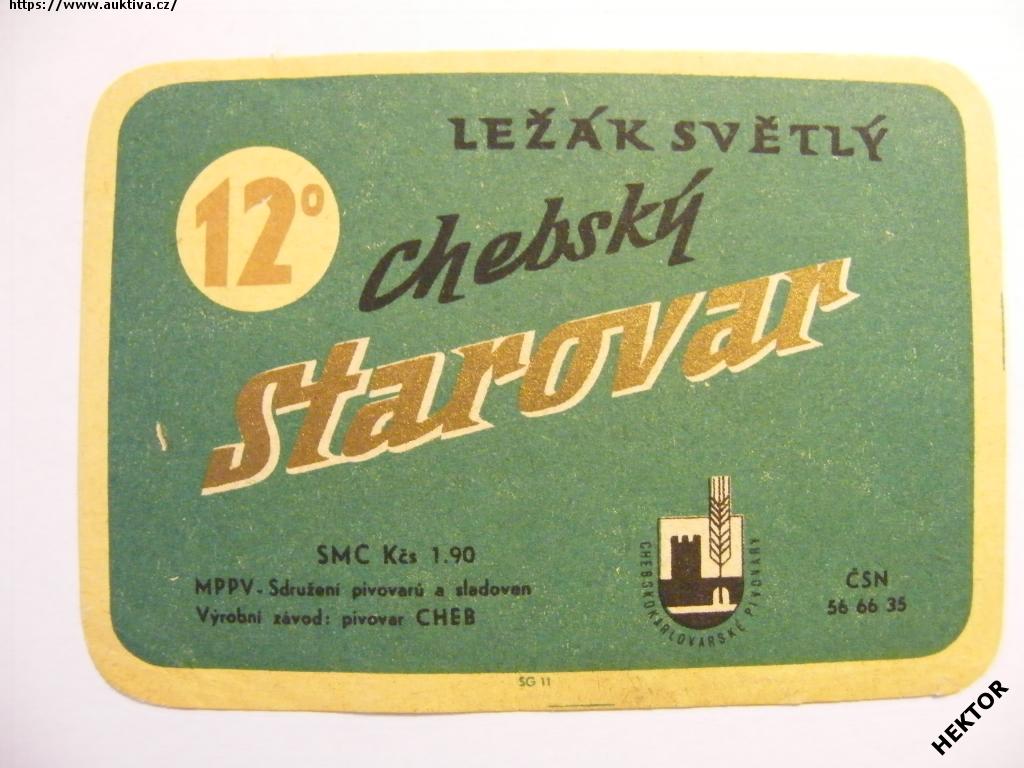 https://www.auktiva.cz/
LEŽÁK SVĚTLÝ
12°
Chebský
Starovar
SMC Kčs 1.90
MPPV - Sdružení pivovarů a sladoven
Výrobní závod: pivovar CHEB
CHEBSKOKARLOVARSKÉ PIVOVARY
ČSN
56 66 35
SG 11
HEKTOR